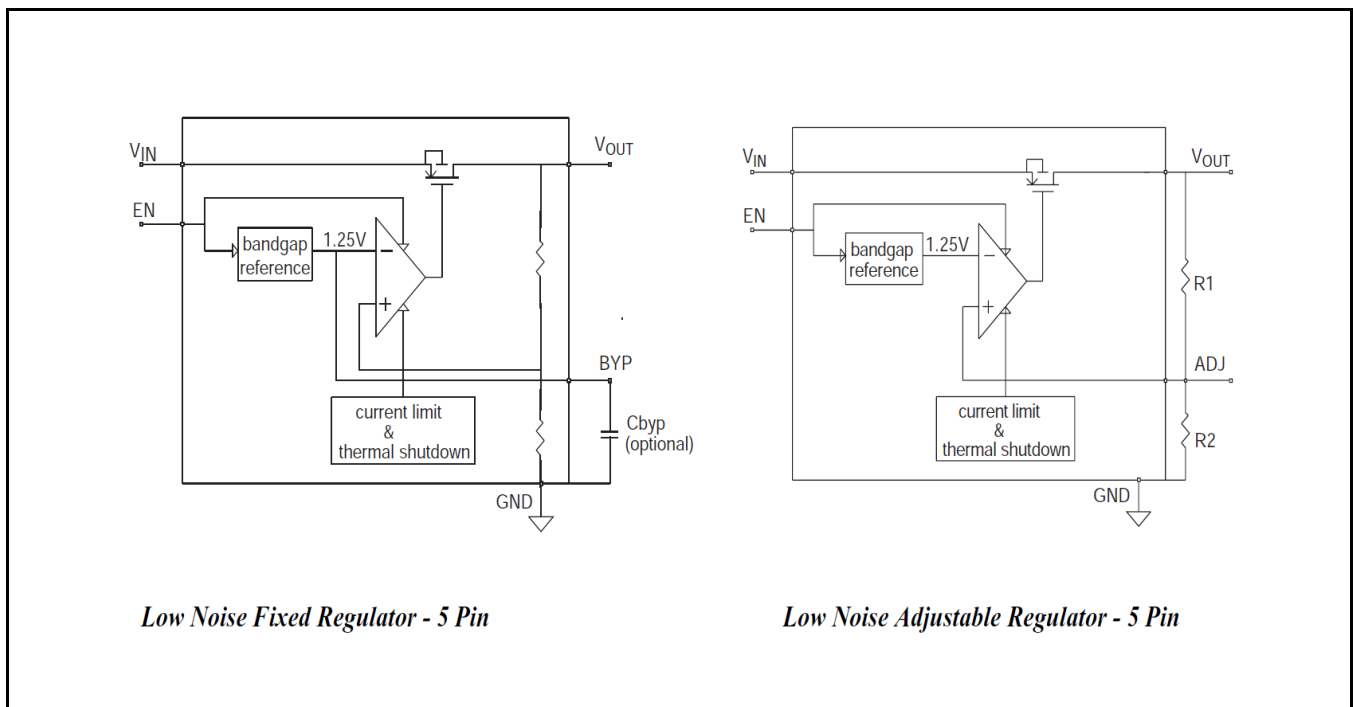 VIN
VOUT
EN
bandgap
reference
1.25V
−
+
BYP
current limit
&
thermal shutdown
Cbyp
(optional)
GND
Low Noise Fixed Regulator - 5 Pin
VIN
VOUT
EN
bandgap
reference
1.25V
−
+
R1
ADJ
current limit
&
thermal shutdown
R2
GND
Low Noise Adjustable Regulator - 5 Pin